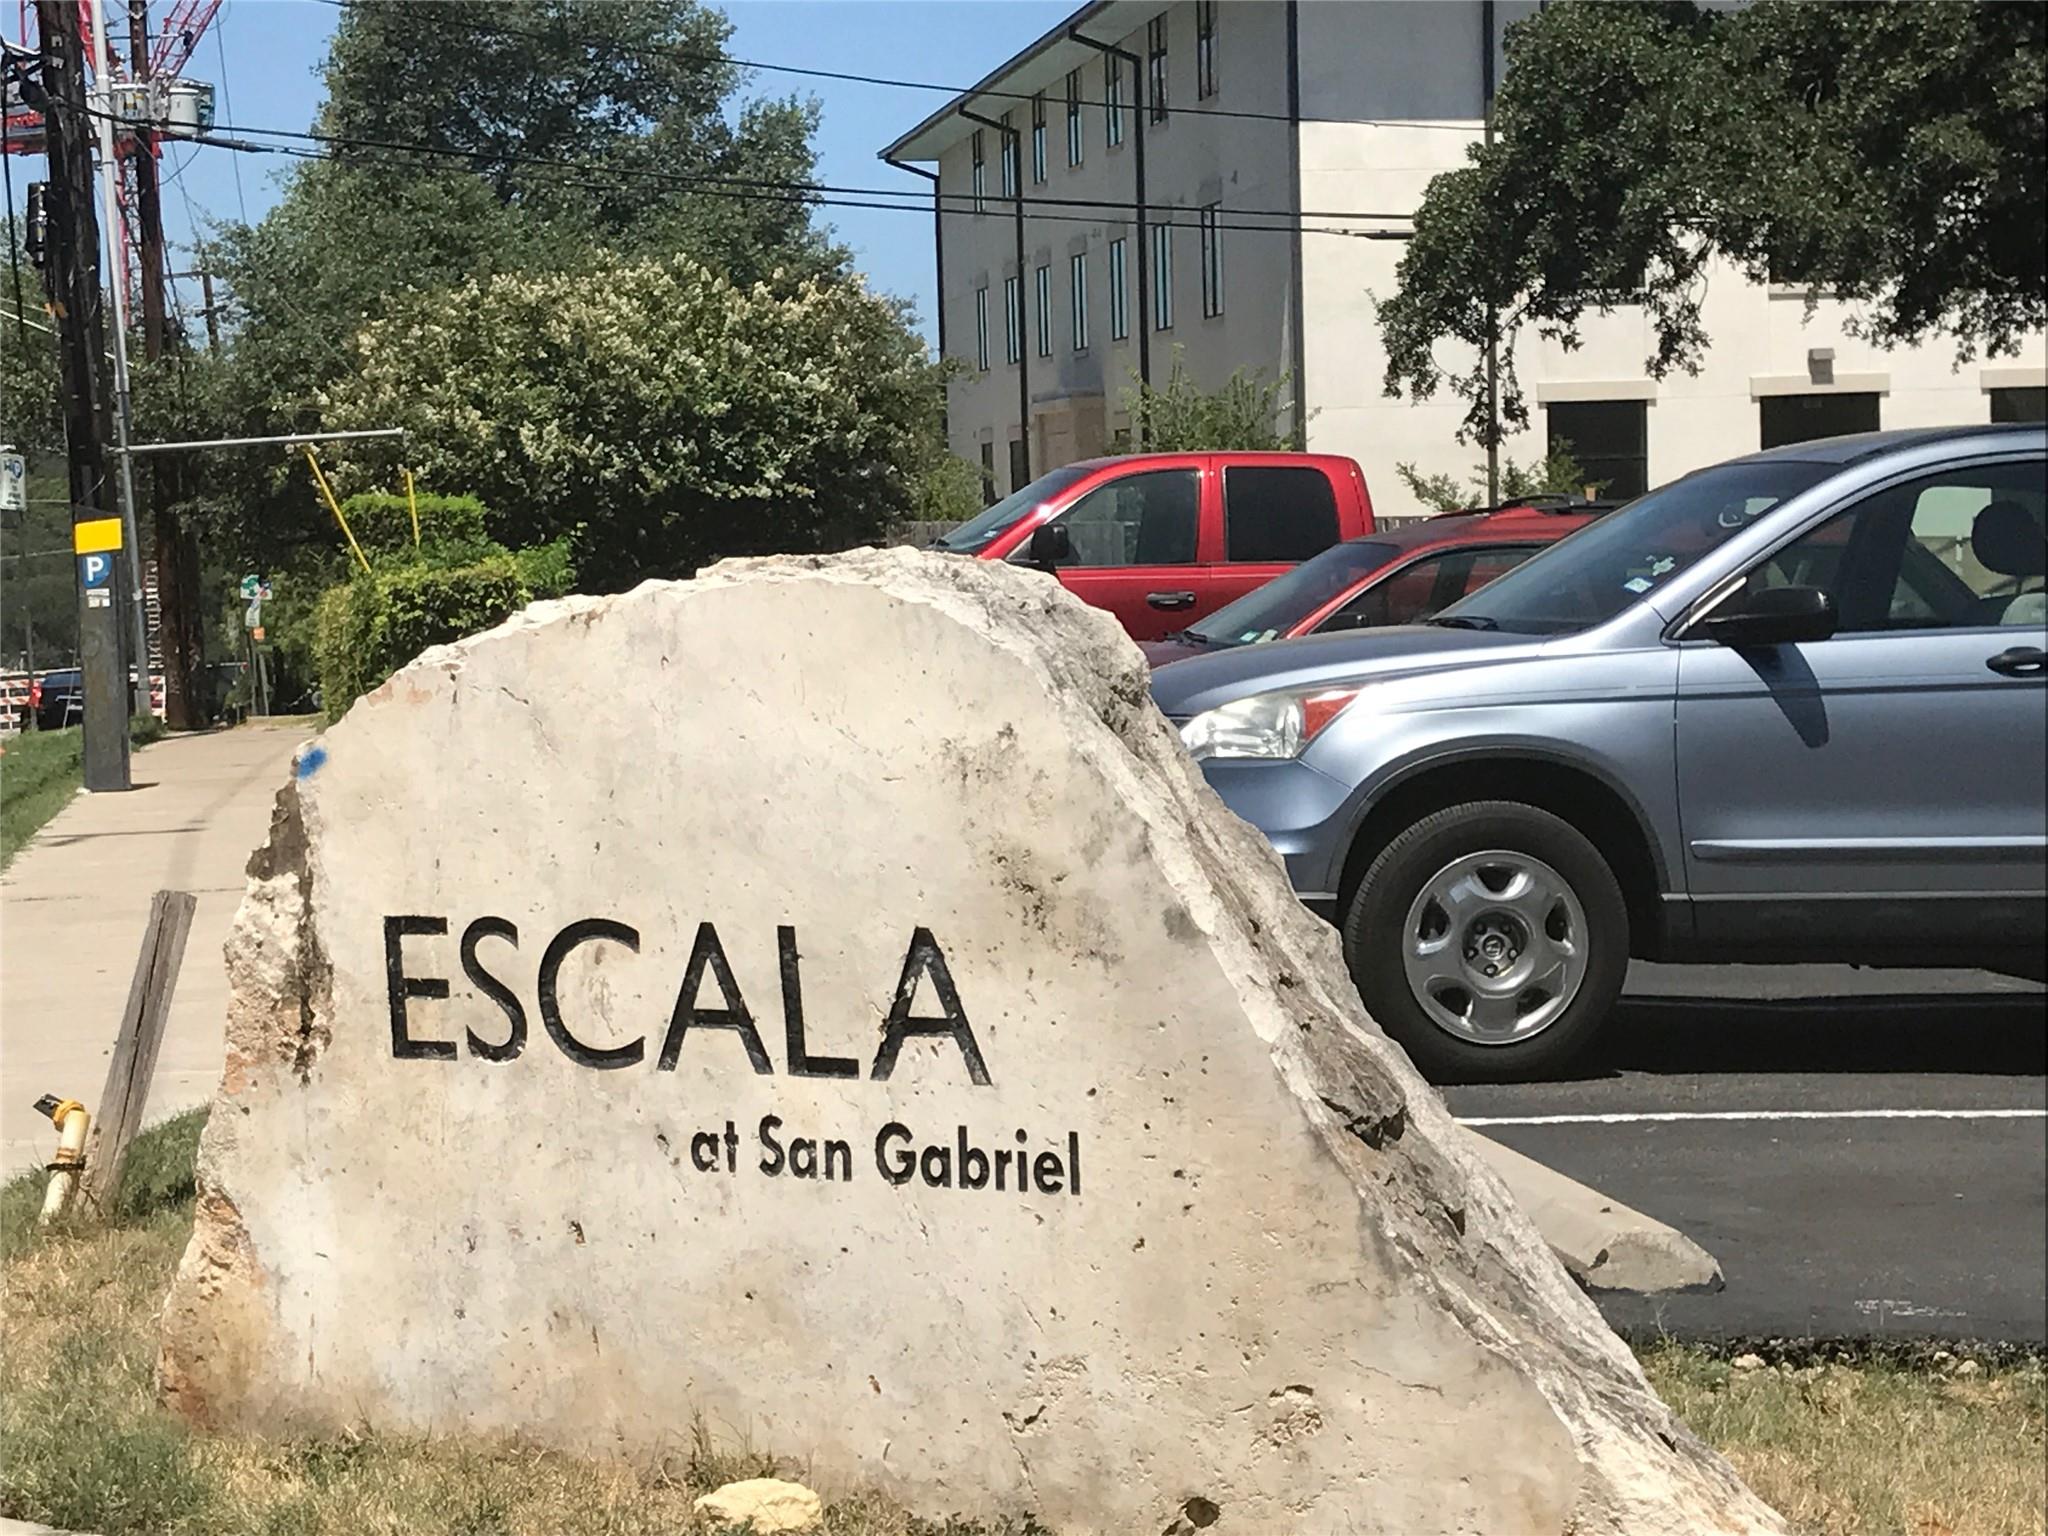 P
ESCALA
at San Gabriel